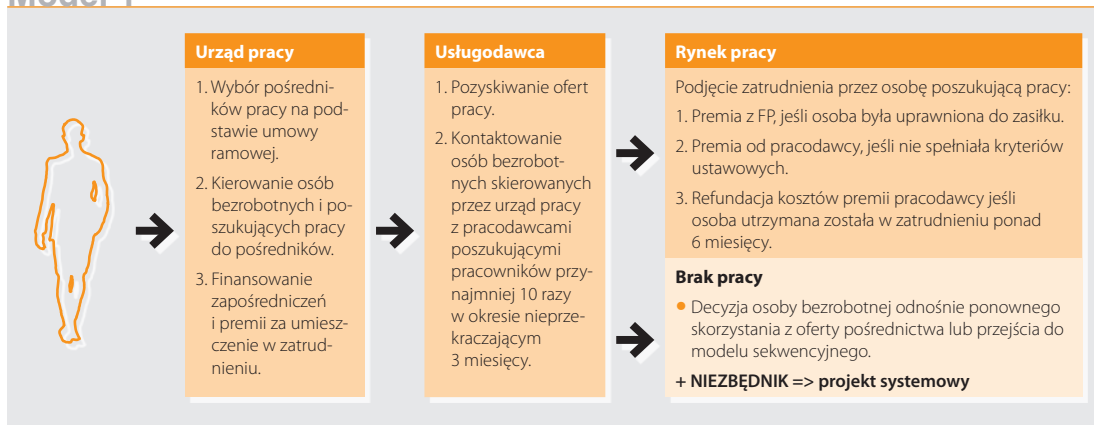 Model 1
Urząd pracy
1. Wybór pośredni-
ków pracy na pod-
stawie umowy
ramowej.
2. Kierowanie osób
bezrobotnych i po-
szukujących pracy
do pośredników.
3. Finansowanie
zapośredniczeń
i premii za umiesz-
czenie w zatrud-
nieniu.
Usługodawca
1. Pozyskiwanie ofert
pracy.
2. Kontaktowanie
osób bezrobot-
nych skierowanych
przez urząd pracy
z pracodawcami
poszukującymi
pracowników przy-
najmniej 10 razy
w okresie nieprze-
kraczającym
3 miesięcy.
Rynek pracy
Podjęcie zatrudnienia przez osobę poszukującą pracy:
1. Premia z FP, jeśli osoba była uprawniona do zasiłku.
2. Premia od pracodawcy, jeśli nie spełniała kryteriów
ustawowych.
3. Refundacja kosztów premii pracodawcy jeśli
osoba utrzymana została w zatrudnieniu ponad
6 miesięcy.
Brak pracy
• Decyzja osoby bezrobotnej odnośnie ponownego
skorzystania z oferty pośrednictwa lub przejścia do
modelu sekwencyjnego.
+ NIEZBĘDNIK => projekt systemowy